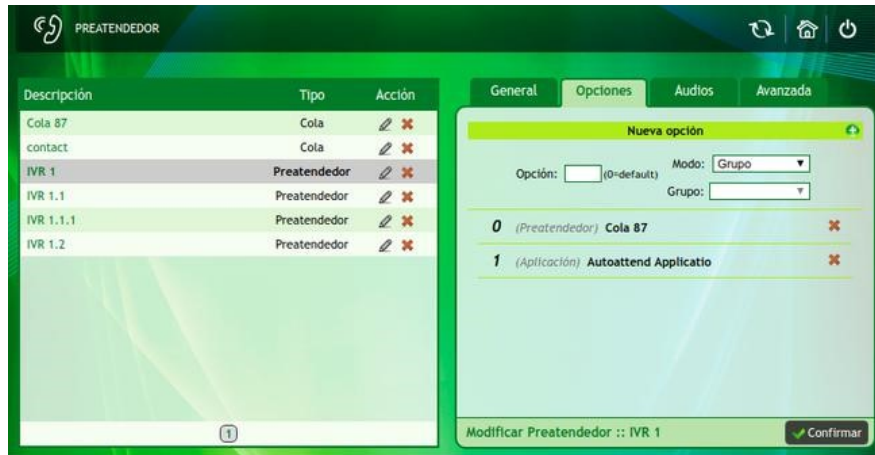 PREATENDEDOR
Descripción Tipo Acción
Cola 87 Cola
contact Cola
IVR 1 Preatendedor
IVR 1.1 Preatendedor
IVR 1.1.1 Preatendedor
IVR 1.2 Preatendedor
1
General Opciones Audios Avanzada
Nueva opción
Opción: (0=default) Modo: Grupo
Grupo:
0 (Preatendedor) Cola 87
1 (Aplicación) Autoattend Applicatio
Modificar Preatendedor :: IVR 1 Confirmar